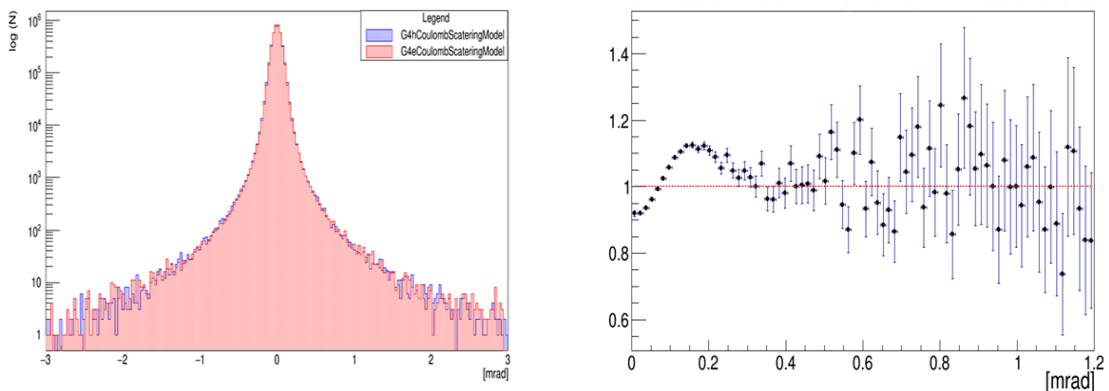 log (N)
Legend
G4hCoulombScateringModel
G4eCoulombScateringModel
10⁶
10⁵
10⁴
10³
10²
10
1
−3 −2 −1 0 1 2 3
[mrad]
1.4
1.2
1
0.8
0.6
0 0.2 0.4 0.6 0.8 1 1.2
[mrad]